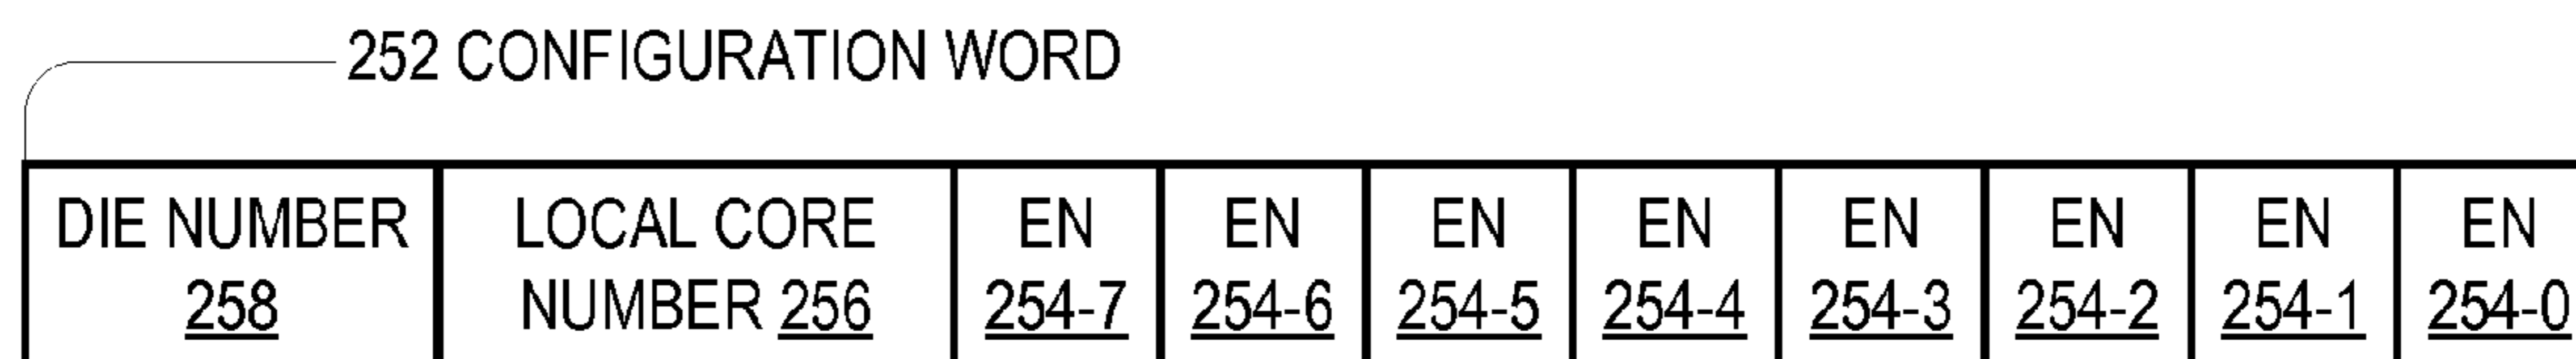 252 CONFIGURATION WORD
DIE NUMBER LOCAL CORE EN EN EN EN EN EN EN EN
258 NUMBER 256 254-7 254-6 254-5 254-4 254-3 254-2 254-1 254-0